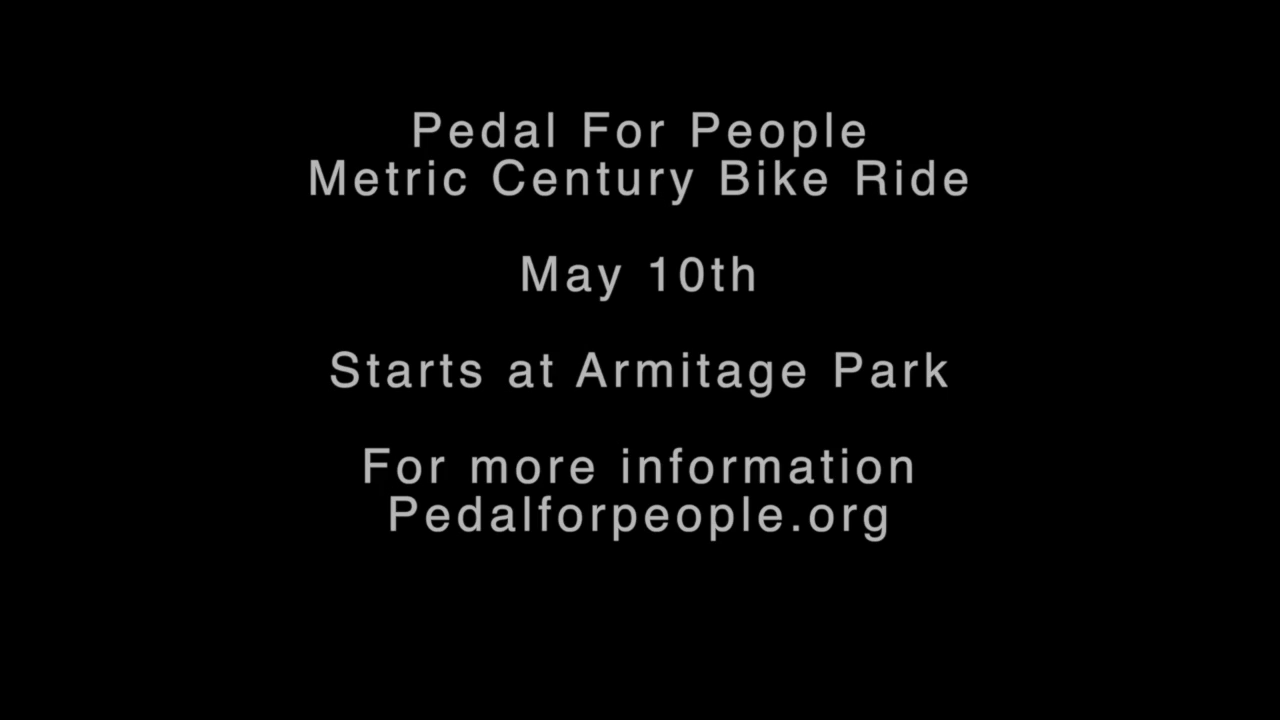 Pedal For People
Metric Century Bike Ride
May 10th
Starts at Armitage Park
For more information
Pedalforpeople.org